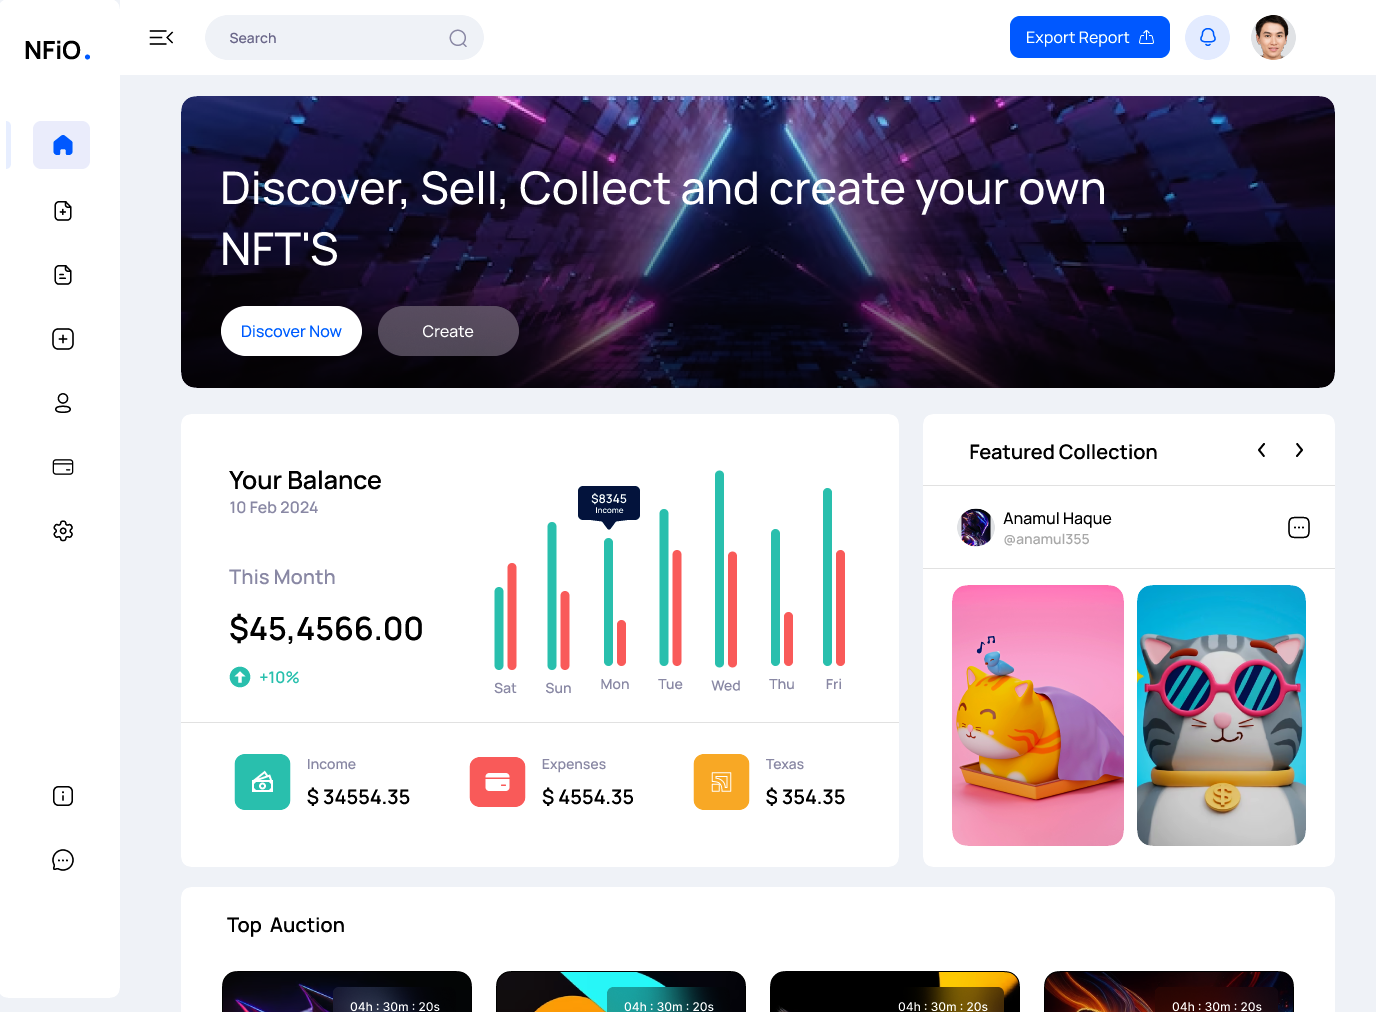 NFiO.
Search
Export Report
Discover, Sell, Collect and create your own
NFT'S
Discover Now
Create
Your Balance
10 Feb 2024
This Month
$45,4566.00
+10%
$8345
Income
Sat
Sun
Mon
Tue
Wed
Thu
Fri
Income
$ 34554.35
Expenses
$ 4554.35
Texas
$ 354.35
Featured Collection
Anamul Haque
@anamul355
Top Auction
04h : 30m : 20s
04h : 30m : 20s
04h : 30m : 20s
04h : 30m : 20s